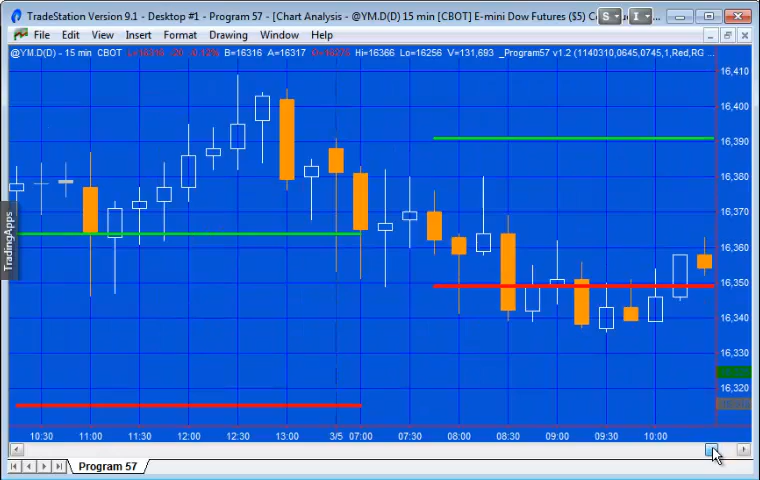 TradeStation Version 9.1 - Desktop #1 - Program 57 - [Chart Analysis - @YM.D(D) 15 min [CBOT] E-mini Dow Futures ($5) Co
S I
File Edit View Insert Format Drawing Window Help
@YM.D(D) - 15 min CBOT L=16316 -20 -0.12% B=16316 A=16317 Hi=16366 Lo=16256 V=131,693 _Program57 v1.2 (1140310,0645,0745,1,Red,RG ...
16,410
16,400
16,390
16,380
16,370
16,360
16,350
16,340
16,330
16,320
TradingApps
10:30 11:00 11:30 12:00 12:30 13:00 3/5 07:00 07:30 08:00 08:30 09:00 09:30 10:00
Program 57